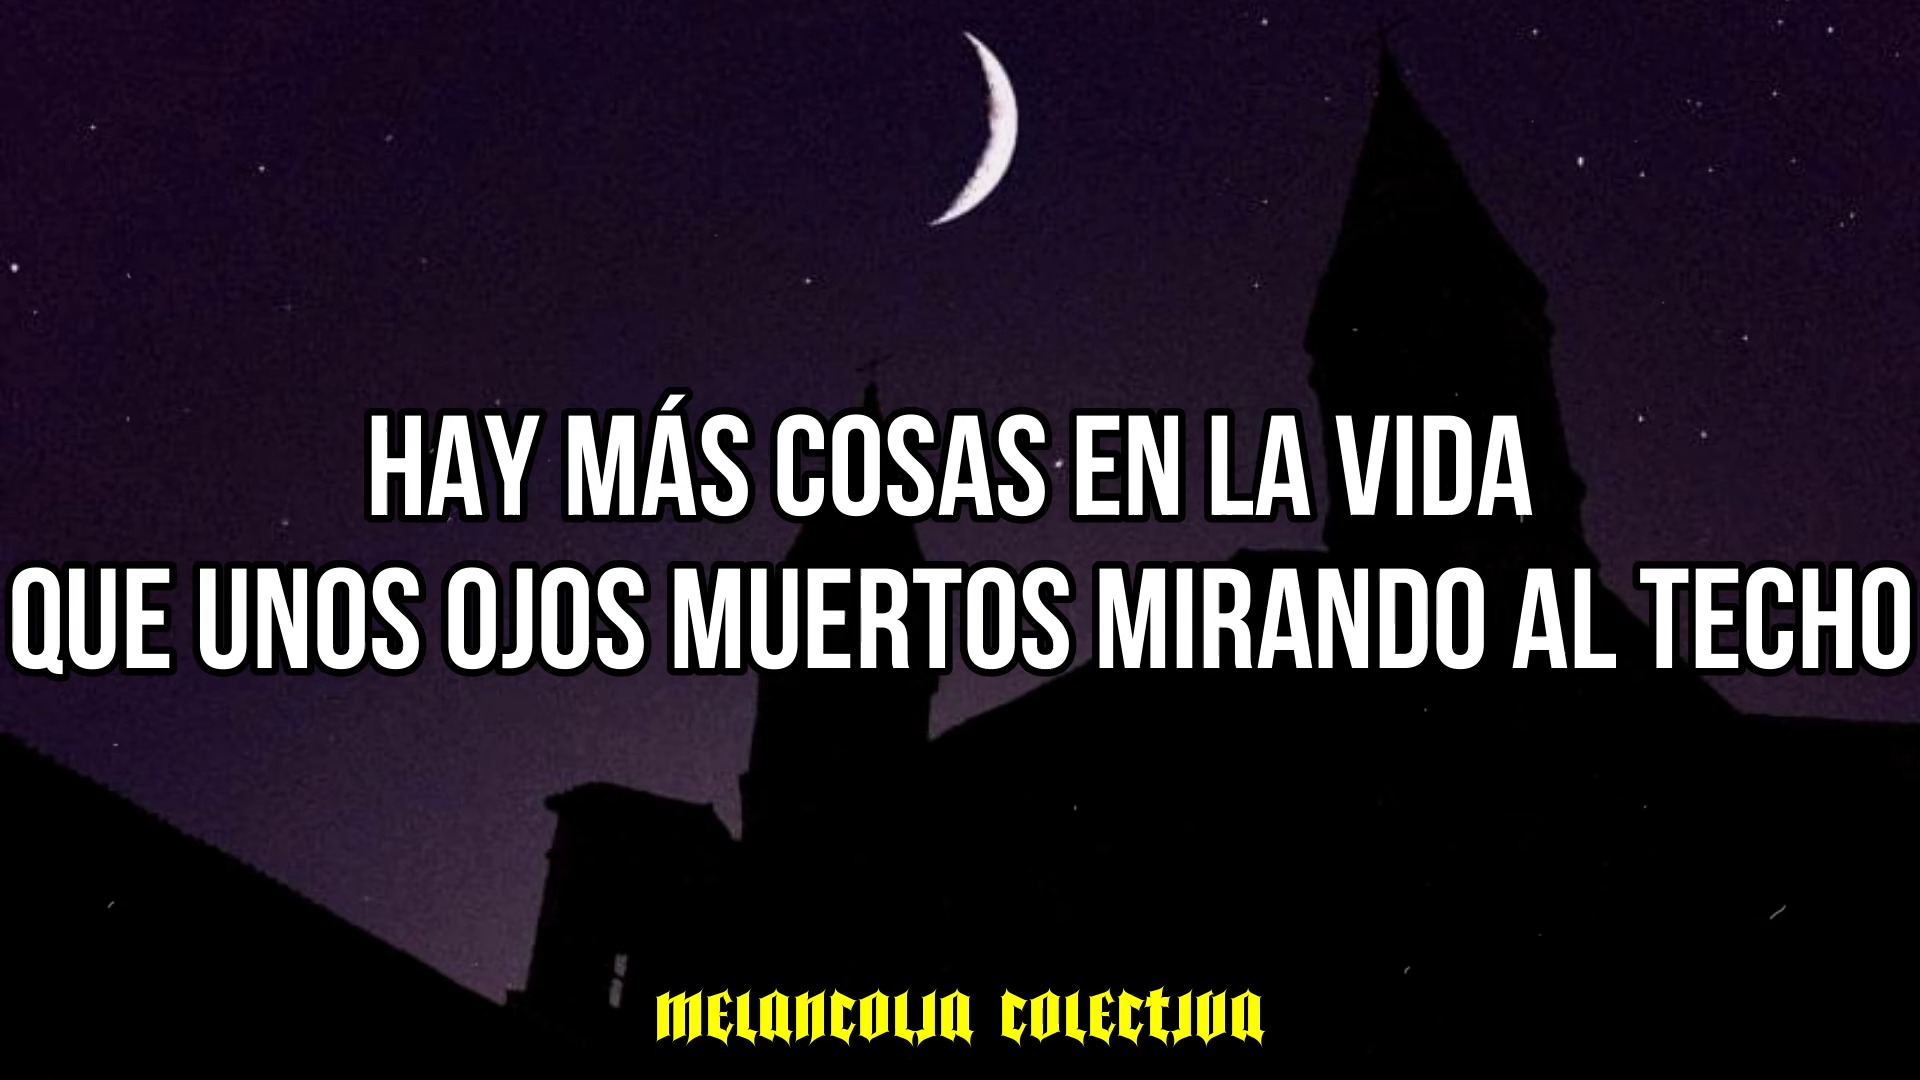 HAY MÁS COSAS EN LA VIDA
QUE UNOS OJOS MUERTOS MIRANDO AL TECHO
MELANCOLIA COLECTIVA